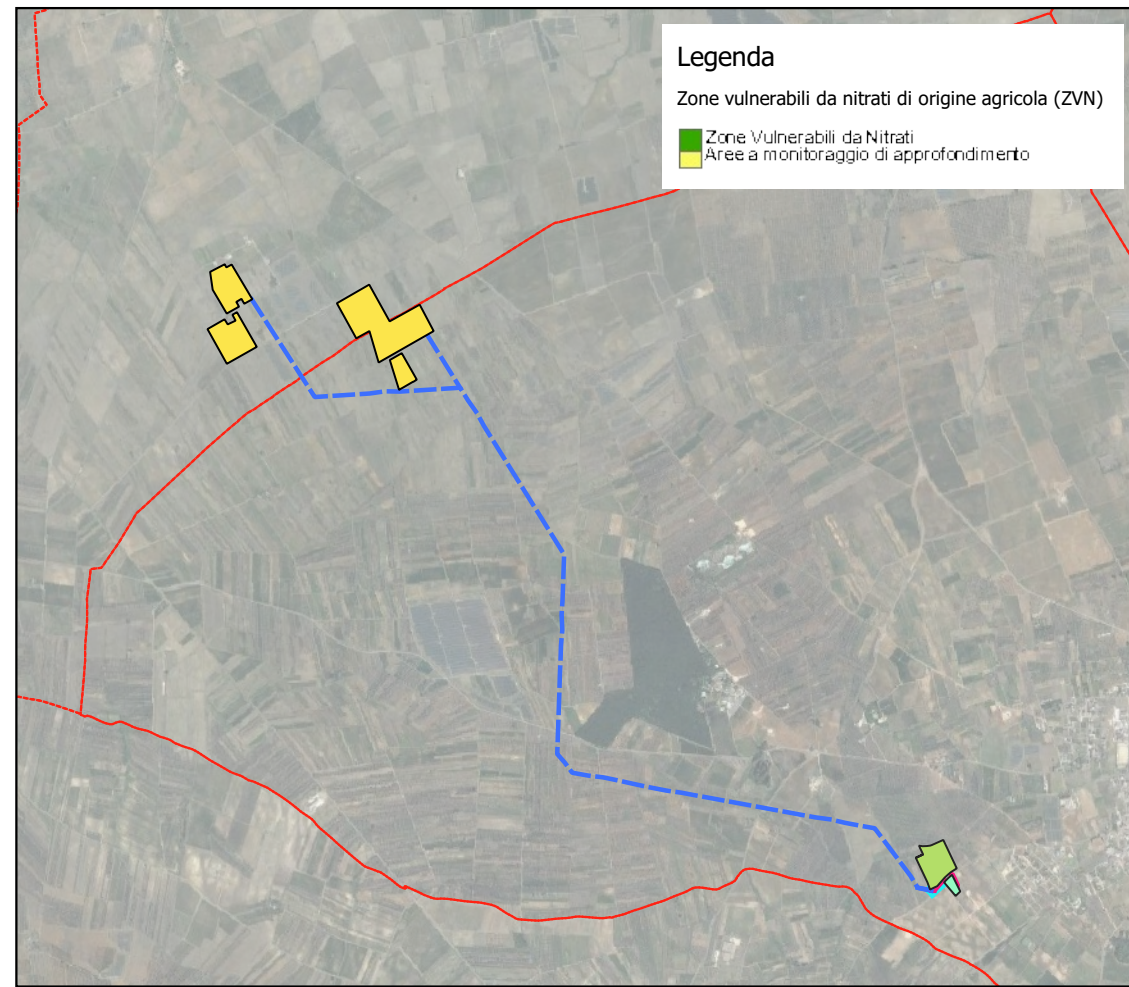 Legenda
Zone vulnerabili da nitrati di origine agricola (ZVN)
Zone Vulnerabili da Nitrati
Aree a monitoraggio di approfondimento